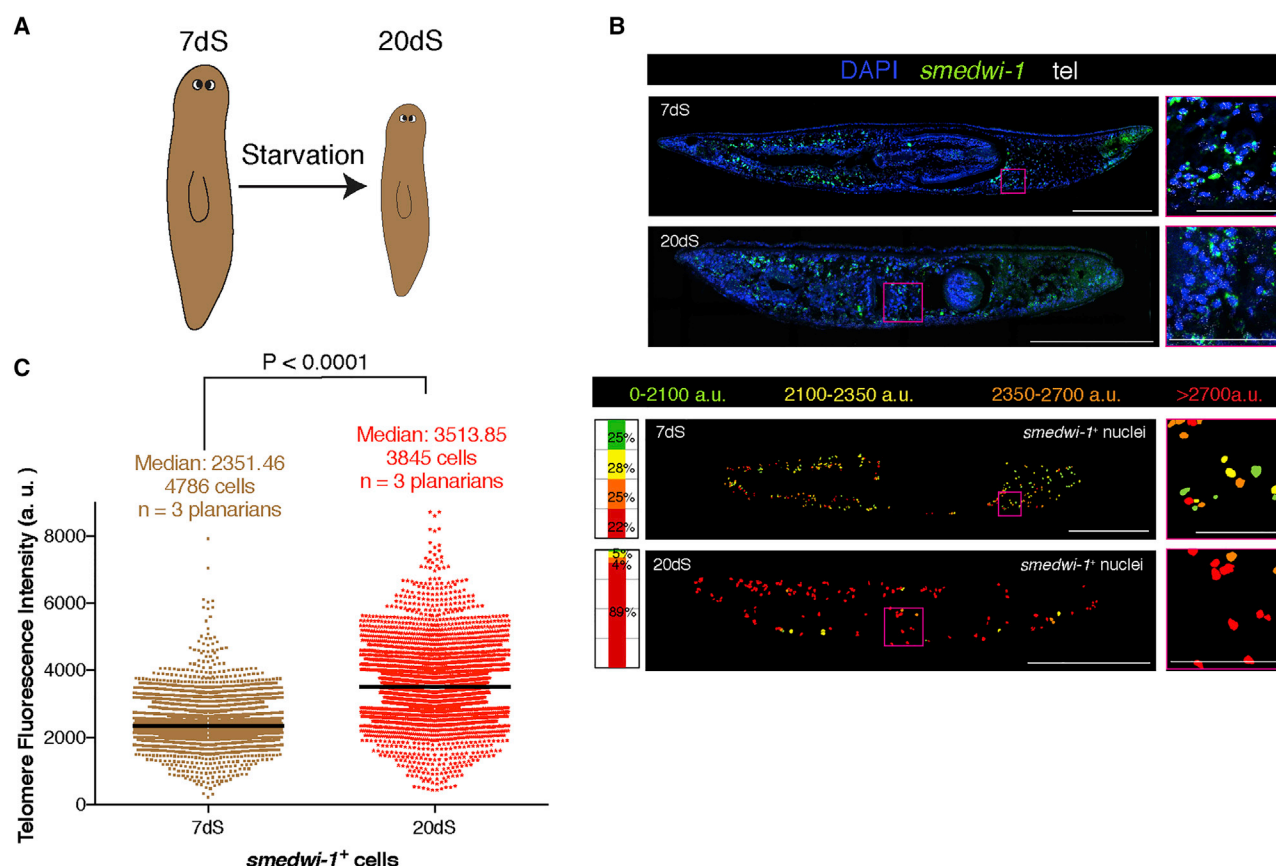 A
7dS
20dS
Starvation
B
DAPI smedwi-1 tel
7dS
20dS
C
P < 0.0001
Median: 2351.46
4786 cells
n = 3 planarians
Median: 3513.85
3845 cells
n = 3 planarians
Telomere Fluorescence Intensity (a. u. )
8000
6000
4000
2000
0
7dS
20dS
smedwi-1⁺ cells
0-2100 a.u. 2100-2350 a.u. 2350-2700 a.u. >2700a.u.
25%
28%
25%
22%
7dS
smedwi-1⁺ nuclei
5%
4%
89%
20dS
smedwi-1⁺ nuclei